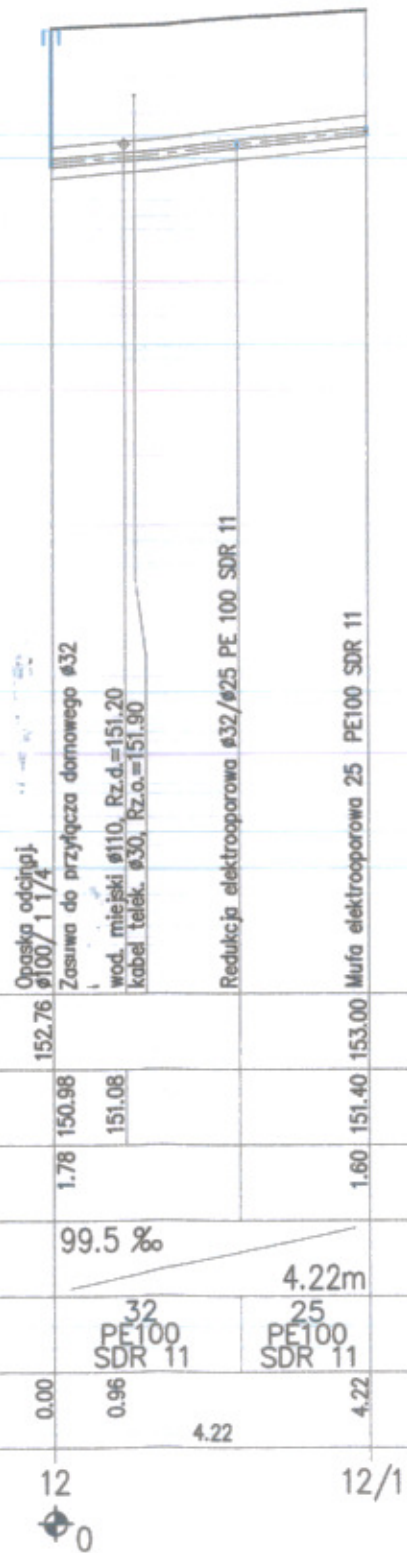 Opaska odcinaj.
ø100/ 1 1/4
Zasuwa do przyłącza domowego ø32
wod. miejski ø110, Rz.d.=151.20
kabel telek. ø30, Rz.o.=151.90
Redukcja elektrooporowa ø32/ø25 PE 100 SDR 11
Mufa elektrooporowa 25 PE100 SDR 11
152.76
153.00
150.98
151.08
151.40
1.78
1.60
99.5 ‰
4.22m
32
PE100
SDR 11
25
PE100
SDR 11
0.00
0.96
4.22
4.22
12
12/1
0